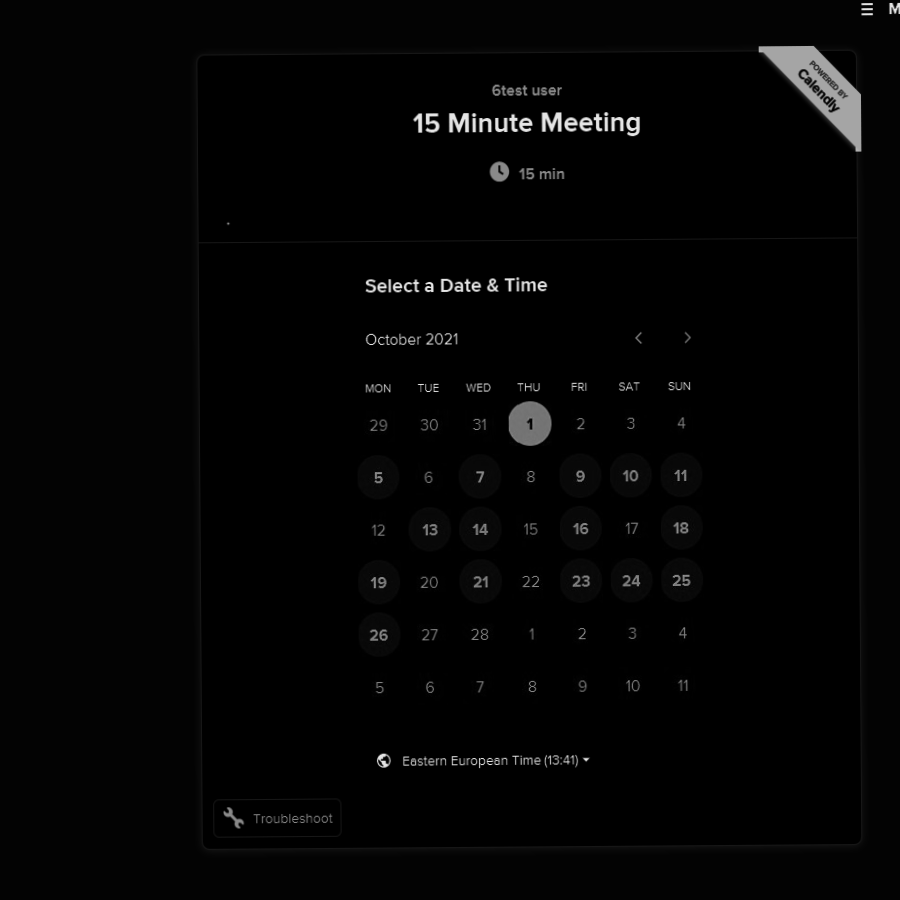 M
POWERED BY
Calendly
6test user
15 Minute Meeting
15 min
Select a Date & Time
October 2021
MON TUE WED THU FRI SAT SUN
29 30 31 1 2 3 4
5 6 7 8 9 10 11
12 13 14 15 16 17 18
19 20 21 22 23 24 25
26 27 28 1 2 3 4
5 6 7 8 9 10 11
Eastern European Time (13:41)
Troubleshoot